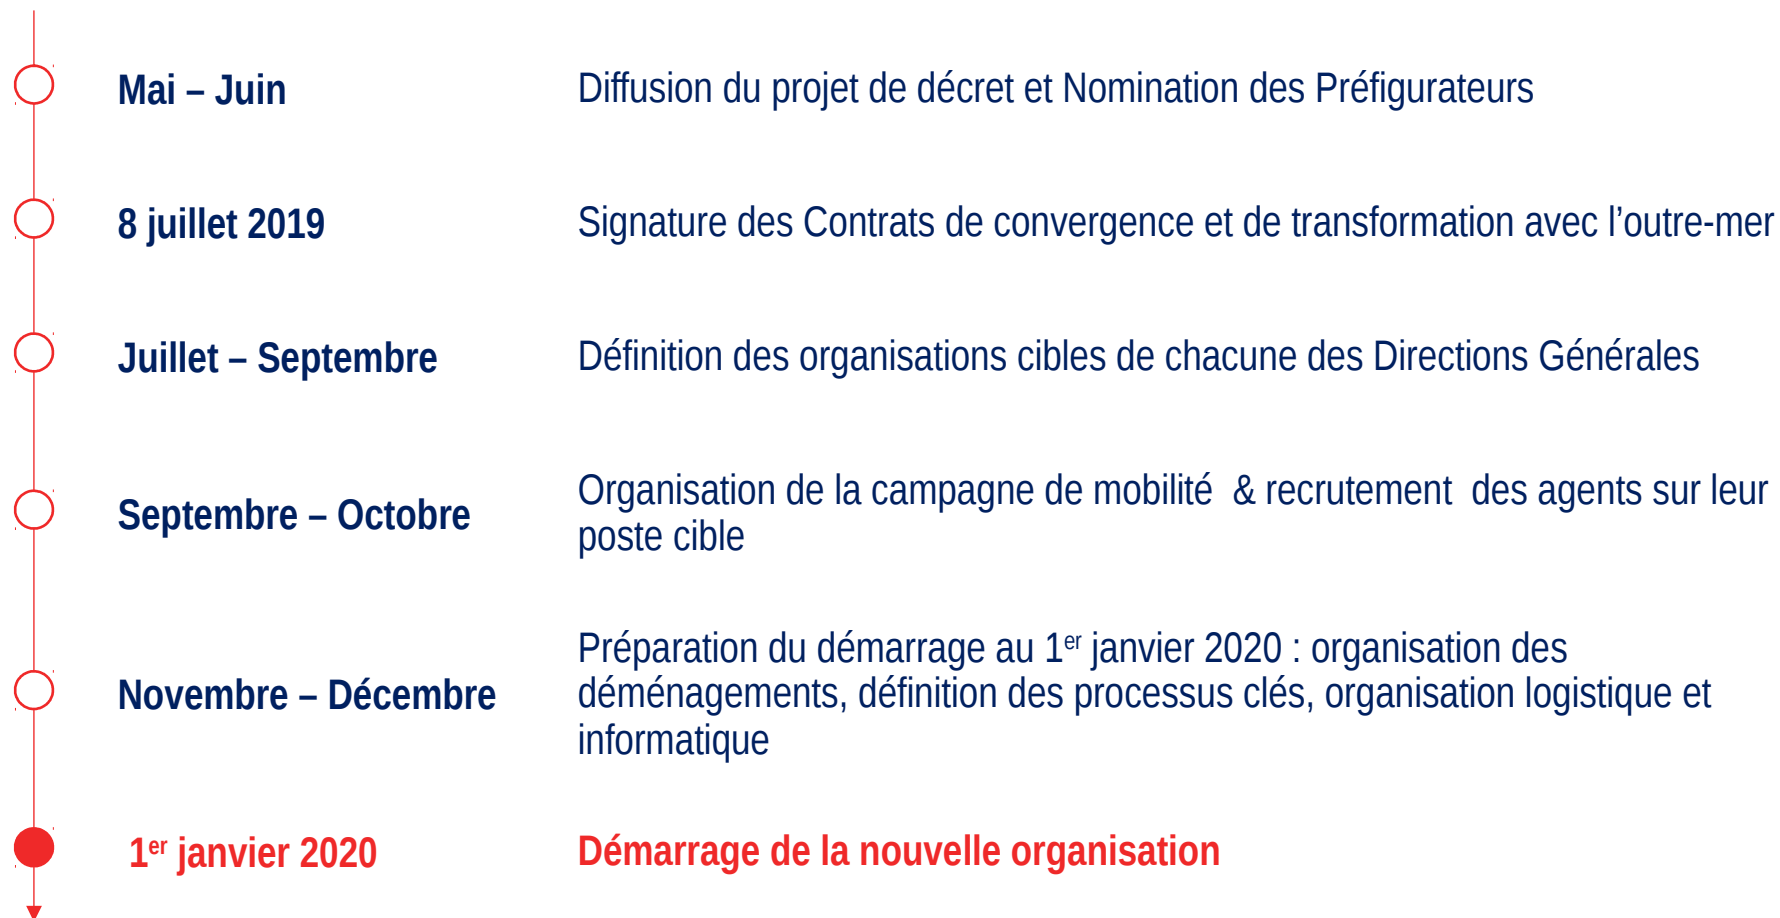 Mai – Juin
Diffusion du projet de décret et Nomination des Préfigurateurs
8 juillet 2019
Signature des Contrats de convergence et de transformation avec l’outre-mer
Juillet – Septembre
Définition des organisations cibles de chacune des Directions Générales
Septembre – Octobre
Organisation de la campagne de mobilité  & recrutement  des agents sur leur
poste cible
Novembre – Décembre
Préparation du démarrage au 1er janvier 2020 : organisation des
déménagements, définition des processus clés, organisation logistique et
informatique
1er janvier 2020
Démarrage de la nouvelle organisation